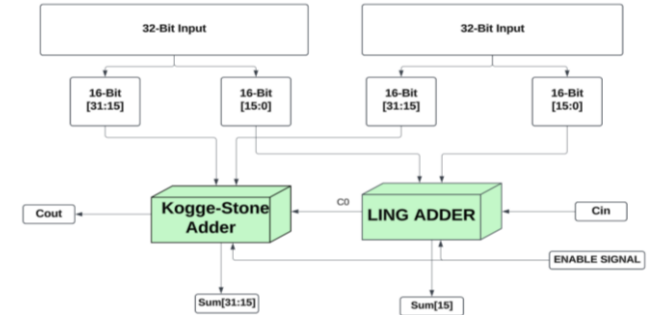 32-Bit Input
32-Bit Input
16-Bit
[31:15]
16-Bit
[15:0]
16-Bit
[31:15]
16-Bit
[15:0]
Cout
Kogge-Stone
Adder
C0
LING ADDER
Cin
ENABLE SIGNAL
Sum[31:15]
Sum[15]